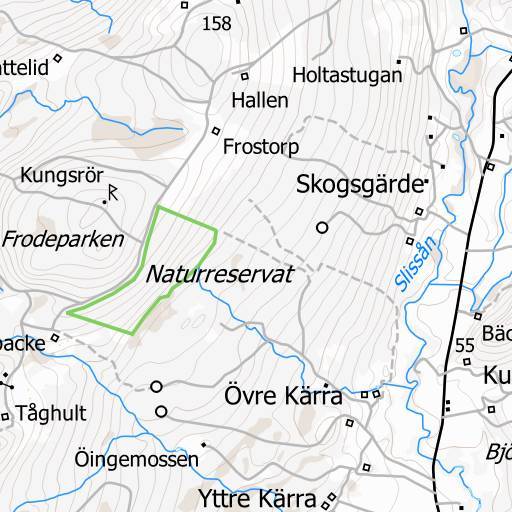 158
attelid
Holtastugan
Hallen
Frostorp
Kungsrör
Skogsgärde
Frodeparken
Slissån
Naturreservat
Bäc
backe
55
Ku
Övre Kärra
Tåghult
Öingemossen
Bjö
Yttre Kärra